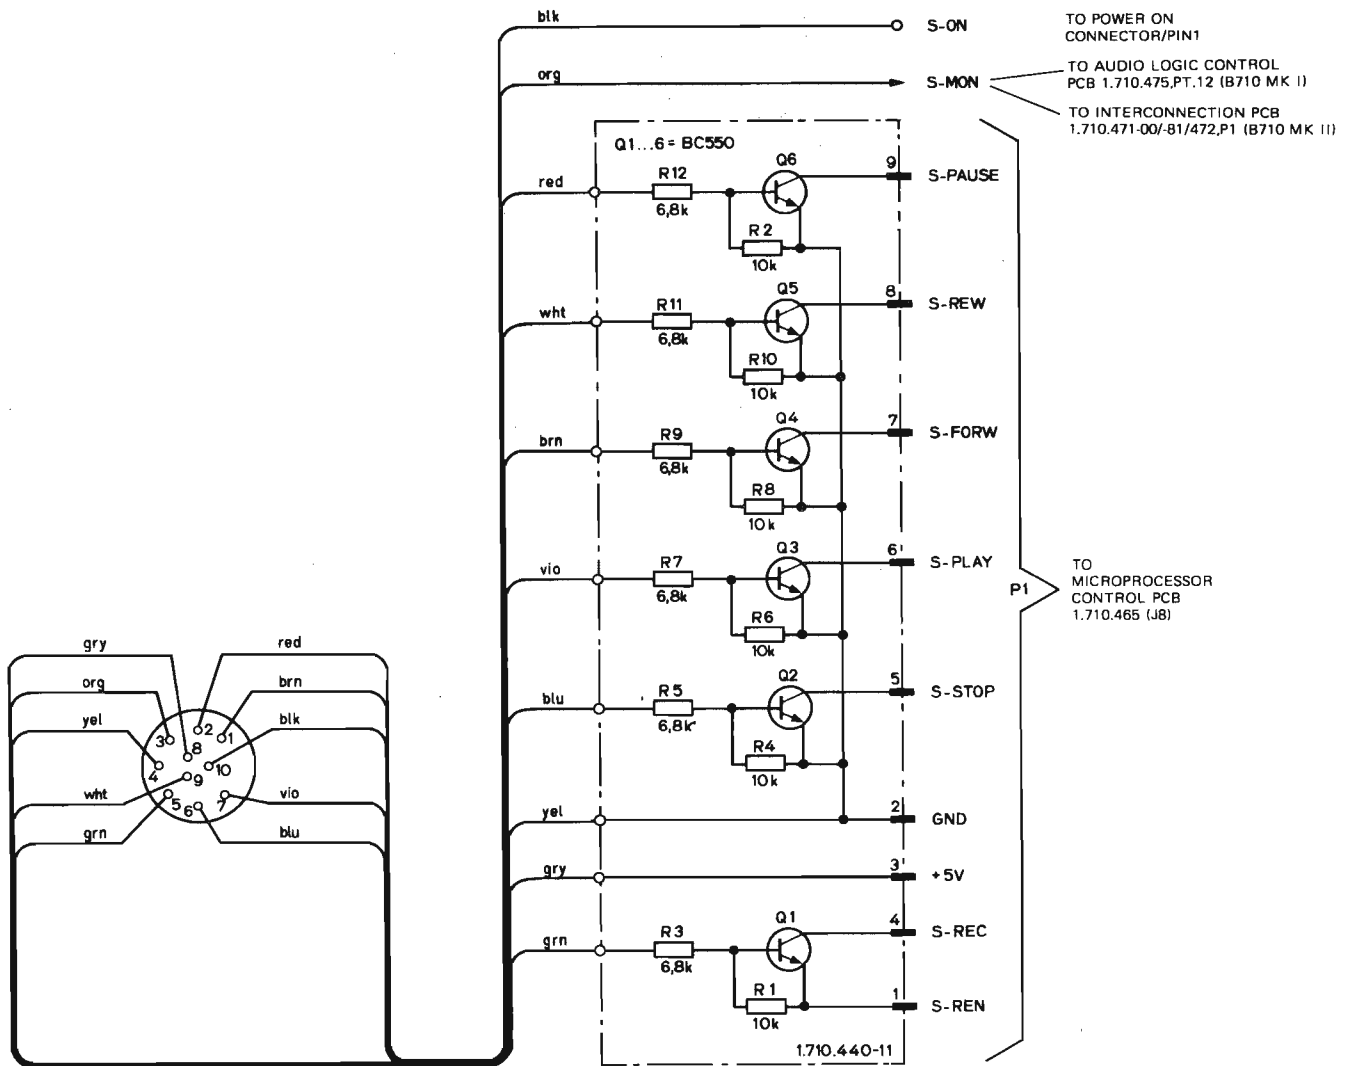 blk
S-ON
TO POWER ON
CONNECTOR/PIN1
org
S-MON
TO AUDIO LOGIC CONTROL
PCB 1.710.475,PT.12 (B710 MK I)
TO INTERCONNECTION PCB
1.710.471-00/-81/472,P1 (B710 MK II)
Q1...6 = BC550
red
R12
6,8k
Q6
R2
10k
9
S-PAUSE
wht
R11
6,8k
Q5
R10
10k
8
S-REW
brn
R9
6,8k
Q4
R8
10k
7
S-FORW
vio
R7
6,8k
Q3
R6
10k
6
S-PLAY
P1
TO
MICROPROCESSOR
CONTROL PCB
1.710.465 (J8)
blu
R5
6,8k
Q2
R4
10k
5
S-STOP
yel
2
GND
gry
3
+5V
grn
R3
6,8k
Q1
R1
10k
4
S-REC
1
S-REN
1.710.440-11
gry
red
org
brn
yel
blk
wht
vio
grn
blu
3
2
1
8
4
10
9
5
6
7